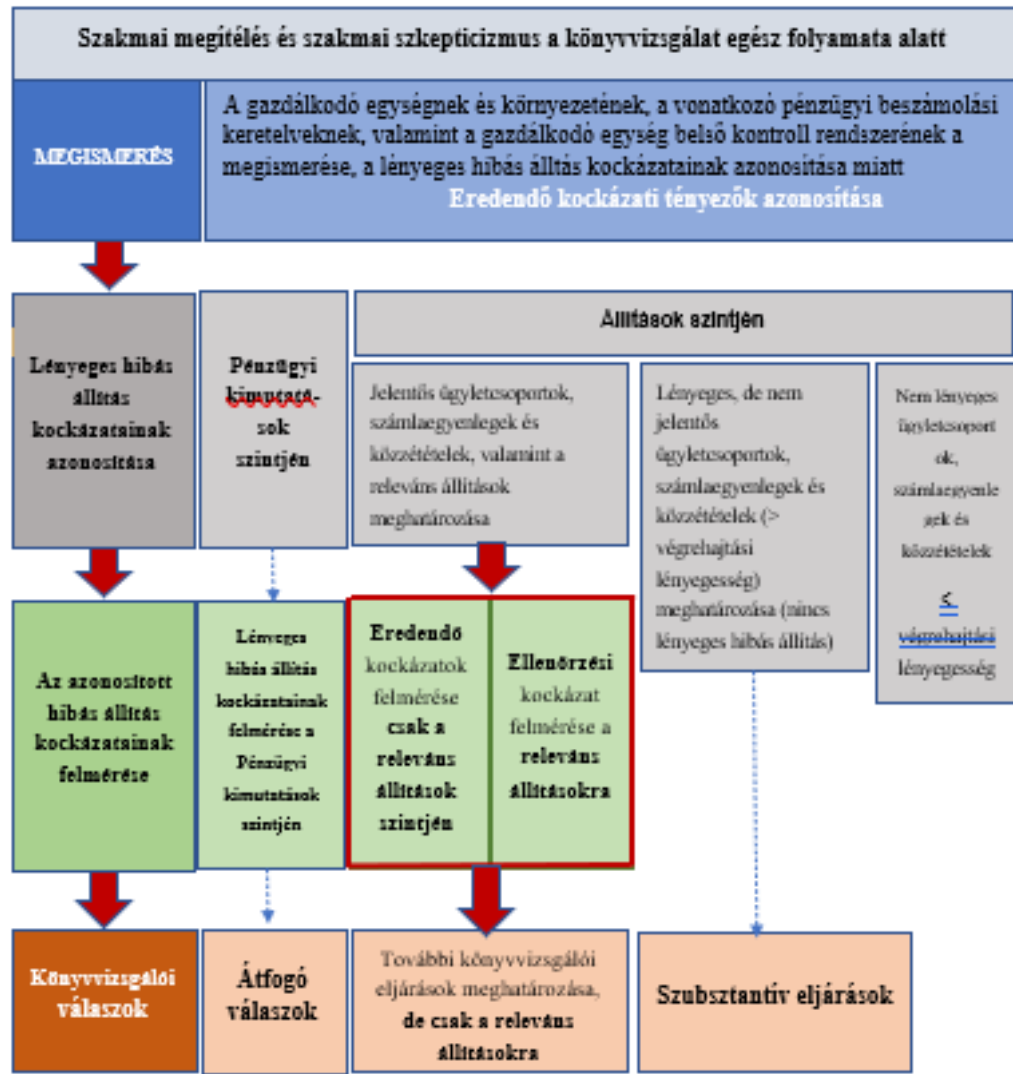 Szakmai megítélés és szakmai szkepticizmus a könyvvizsgálat egész folyamata alatt
MEGISMERÉS
A gazdálkodó egységnek és környezetének, a vonatkozó pénzügyi beszámolási
keretelveknek, valamint a gazdálkodó egység belső kontroll rendszerének a
megismerése, a lényeges hibás álltás kockázatainak azonosítása miatt
Eredendő kockázati tényezők azonosítása
Lényeges hibás
állítás
kockázatainak
azonosítása
Pénzügyi
kimutatá-
sok
szintjén
Állítások szintjén
Jelentős ügyletcsoportok,
számlaegyenlegek és
közzétételek, valamint a
releváns állítások
meghatározása
Lényeges, de nem
jelentős
ügyletcsoportok,
számlaegyenlegek és
közzétételek (>
végrehajtási
lényegesség)
meghatározása (nincs
lényeges hibás állítás)
Nem lényeges
ügyletcsoport
ok,
számlaegyenle
gek és
közzétételek
≤
végrehajtási
lényegesség
Az azonosított
hibás állítás
kockázatainak
felmérése
Lényeges
hibás állítás
kockázatainak
felmérése a
Pénzügyi
kimutatások
szintjén
Eredendő
kockázatok
felmérése
csak a
releváns
állítások
szintjén
Ellenőrzési
kockázat
felmérése a
releváns
állításokra
Könyvvizsgálói
válaszok
Átfogó
válaszok
További könyvvizsgálói
eljárások meghatározása,
de csak a releváns
állításokra
Szubsztantív eljárások